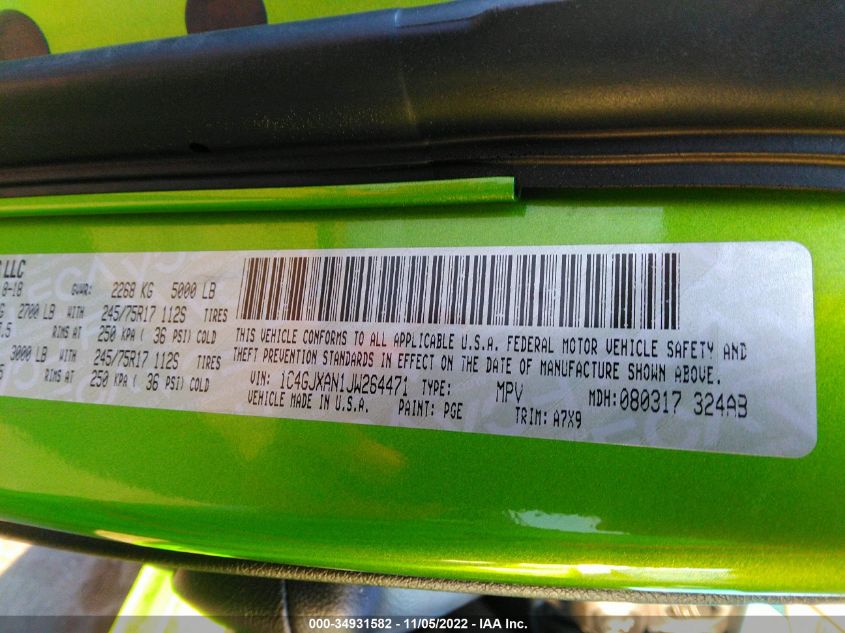 LLC
8-18 GVWR: 2268 KG 5000 LB
2700 LB WITH 245/75R17 112S TIRES
.5 RIMS AT 250 KPA ( 36 PSI) COLD
3000 LB WITH 245/75R17 112S TIRES
RIMS AT 250 KPA ( 36 PSI) COLD
THIS VEHICLE CONFORMS TO ALL APPLICABLE U.S.A. FEDERAL MOTOR VEHICLE SAFETY AND
THEFT PREVENTION STANDARDS IN EFFECT ON THE DATE OF MANUFACTURE SHOWN ABOVE.
VIN: 1C4GJXAN1JW264471 TYPE: MPV MDH: 080317 324AB
VEHICLE MADE IN U.S.A. PAINT: PGE TRIM: A7X9
000-34931582 - 11/05/2022 - IAA Inc.